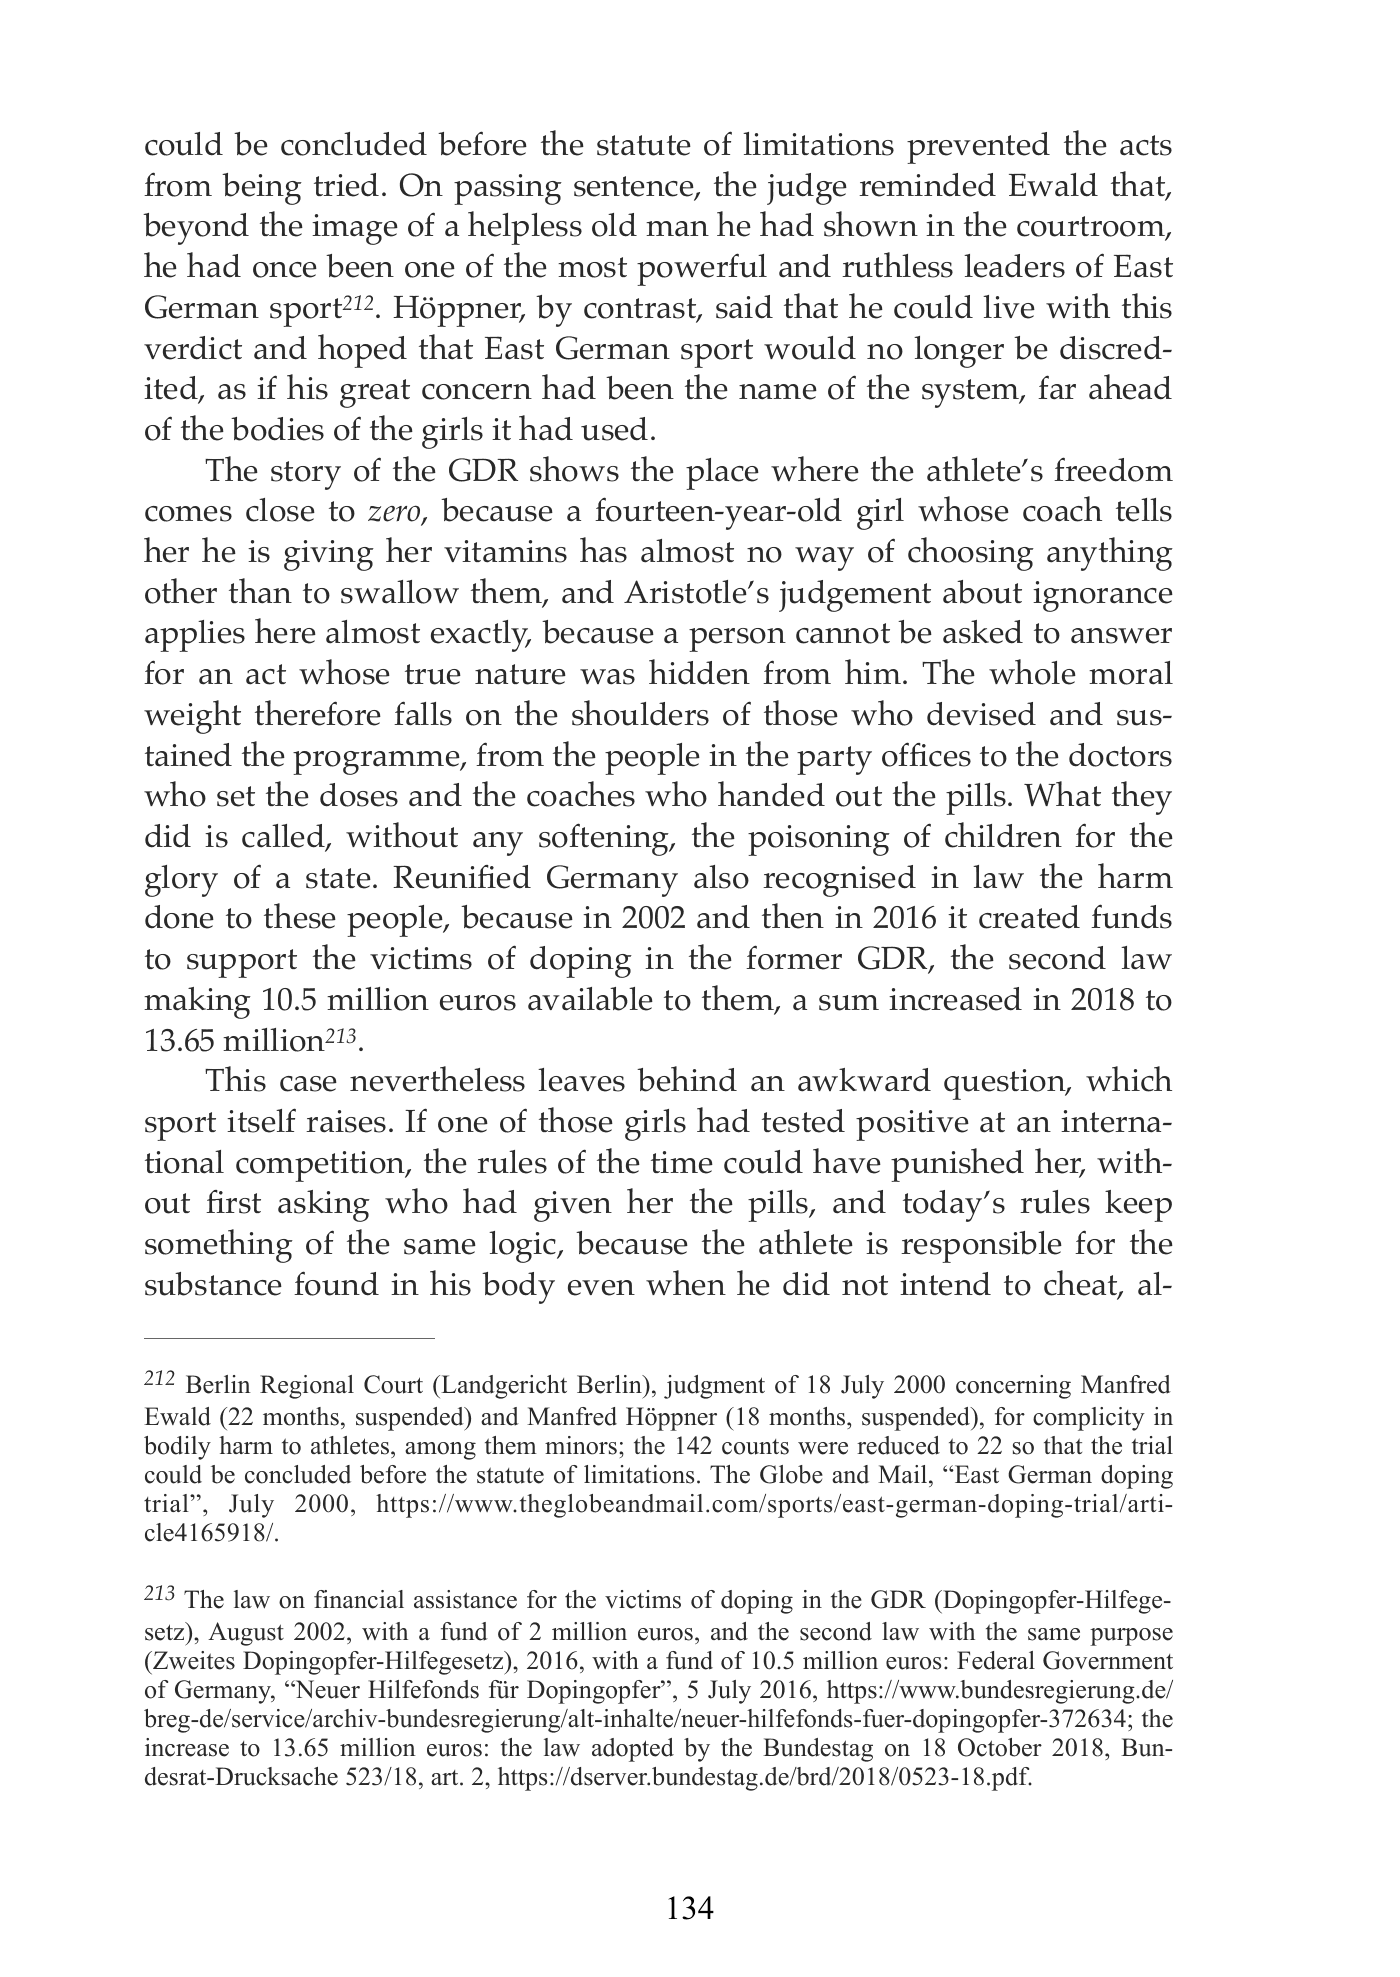 could be concluded before the statute of limitations prevented the acts
from being tried. On passing sentence, the judge reminded Ewald that,
beyond the image of a helpless old man he had shown in the courtroom,
he had once been one of the most powerful and ruthless leaders of East
German sport212. Höppner, by contrast, said that he could live with this
verdict and hoped that East German sport would no longer be discred-
ited, as if his great concern had been the name of the system, far ahead
of the bodies of the girls it had used.
The story of the GDR shows the place where the athlete’s freedom
comes close to zero, because a fourteen-year-old girl whose coach tells
her he is giving her vitamins has almost no way of choosing anything
other than to swallow them, and Aristotle’s judgement about ignorance
applies here almost exactly, because a person cannot be asked to answer
for an act whose true nature was hidden from him. The whole moral
weight therefore falls on the shoulders of those who devised and sus-
tained the programme, from the people in the party offices to the doctors
who set the doses and the coaches who handed out the pills. What they
did is called, without any softening, the poisoning of children for the
glory of a state. Reunified Germany also recognised in law the harm
done to these people, because in 2002 and then in 2016 it created funds
to support the victims of doping in the former GDR, the second law
making 10.5 million euros available to them, a sum increased in 2018 to
13.65 million213.
This case nevertheless leaves behind an awkward question, which
sport itself raises. If one of those girls had tested positive at an interna-
tional competition, the rules of the time could have punished her, with-
out first asking who had given her the pills, and today’s rules keep
something of the same logic, because the athlete is responsible for the
substance found in his body even when he did not intend to cheat, al-
212 Berlin Regional Court (Landgericht Berlin), judgment of 18 July 2000 concerning Manfred
Ewald (22 months, suspended) and Manfred Höppner (18 months, suspended), for complicity in
bodily harm to athletes, among them minors; the 142 counts were reduced to 22 so that the trial
could be concluded before the statute of limitations. The Globe and Mail, “East German doping
trial”, July 2000, https://www.theglobeandmail.com/sports/east-german-doping-trial/arti-
cle4165918/.
213 The law on financial assistance for the victims of doping in the GDR (Dopingopfer-Hilfege-
setz), August 2002, with a fund of 2 million euros, and the second law with the same purpose
(Zweites Dopingopfer-Hilfegesetz), 2016, with a fund of 10.5 million euros: Federal Government
of Germany, “Neuer Hilfefonds für Dopingopfer”, 5 July 2016, https://www.bundesregierung.de/
breg-de/service/archiv-bundesregierung/alt-inhalte/neuer-hilfefonds-fuer-dopingopfer-372634; the
increase to 13.65 million euros: the law adopted by the Bundestag on 18 October 2018, Bun-
desrat-Drucksache 523/18, art. 2, https://dserver.bundestag.de/brd/2018/0523-18.pdf.
134